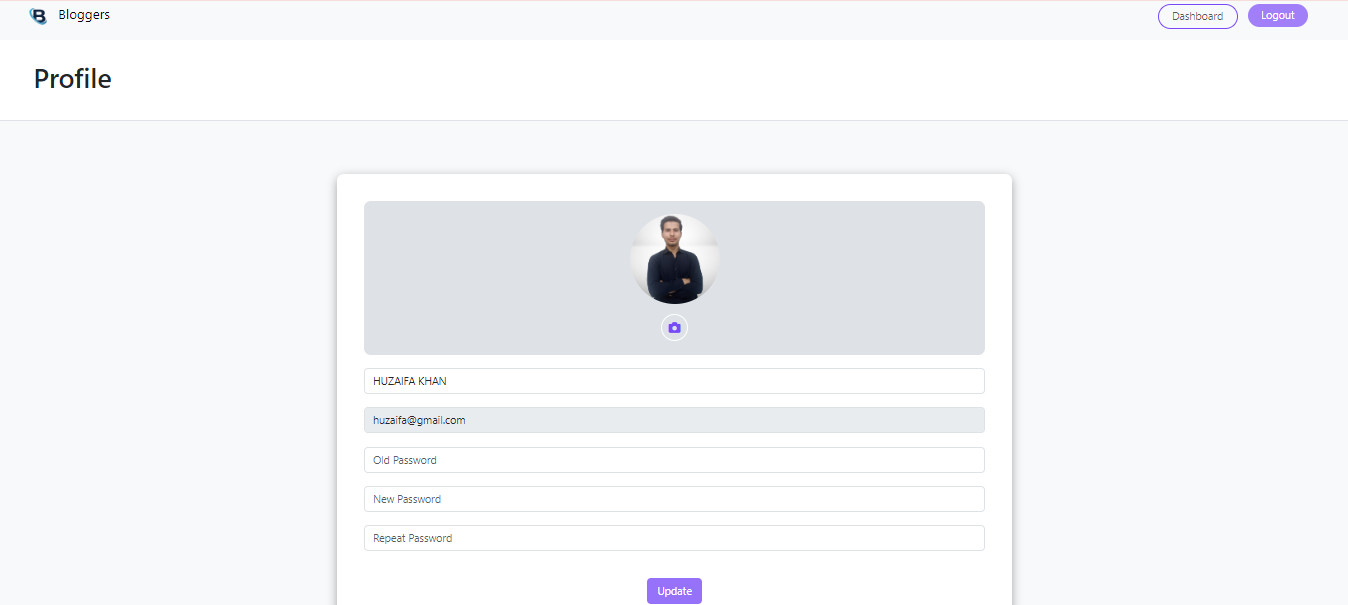 B Bloggers
Dashboard
Logout
Profile
HUZAIFA KHAN
huzaifa@gmail.com
Old Password
New Password
Repeat Password
Update